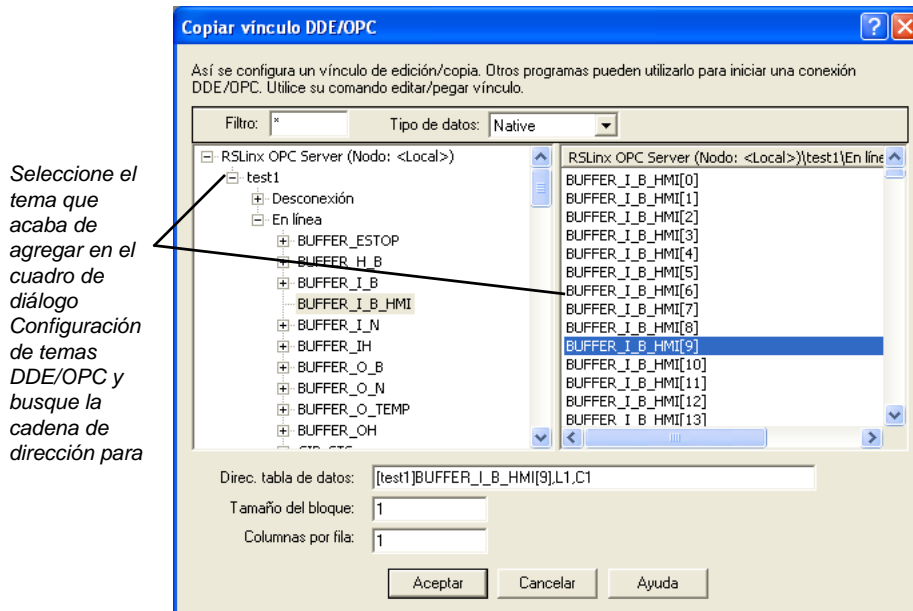 Copiar vínculo DDE/OPC
Así se configura un vínculo de edición/copia. Otros programas pueden utilizarlo para iniciar una conexión
DDE/OPC. Utilice su comando editar/pegar vínculo.
Filtro: *
Tipo de datos: Native
Seleccione el
tema que
acaba de
agregar en el
cuadro de
diálogo
Configuración
de temas
DDE/OPC y
busque la
cadena de
dirección para
RSLinx OPC Server (Nodo: <Local>)
test1
Desconexión
En línea
BUFFER_ESTOP
BUFFER_H_B
BUFFER_I_B
BUFFER_I_B_HMI
BUFFER_I_N
BUFFER_IH
BUFFER_O_B
BUFFER_O_N
BUFFER_O_TEMP
BUFFER_OH
RSLinx OPC Server (Nodo: <Local>)\test1\En líne
BUFFER_I_B_HMI[0]
BUFFER_I_B_HMI[1]
BUFFER_I_B_HMI[2]
BUFFER_I_B_HMI[3]
BUFFER_I_B_HMI[4]
BUFFER_I_B_HMI[5]
BUFFER_I_B_HMI[6]
BUFFER_I_B_HMI[7]
BUFFER_I_B_HMI[8]
BUFFER_I_B_HMI[9]
BUFFER_I_B_HMI[10]
BUFFER_I_B_HMI[11]
BUFFER_I_B_HMI[12]
BUFFER_I_B_HMI[13]
Direc. tabla de datos: [test1]BUFFER_I_B_HMI[9],L1,C1
Tamaño del bloque: 1
Columnas por fila: 1
Aceptar
Cancelar
Ayuda